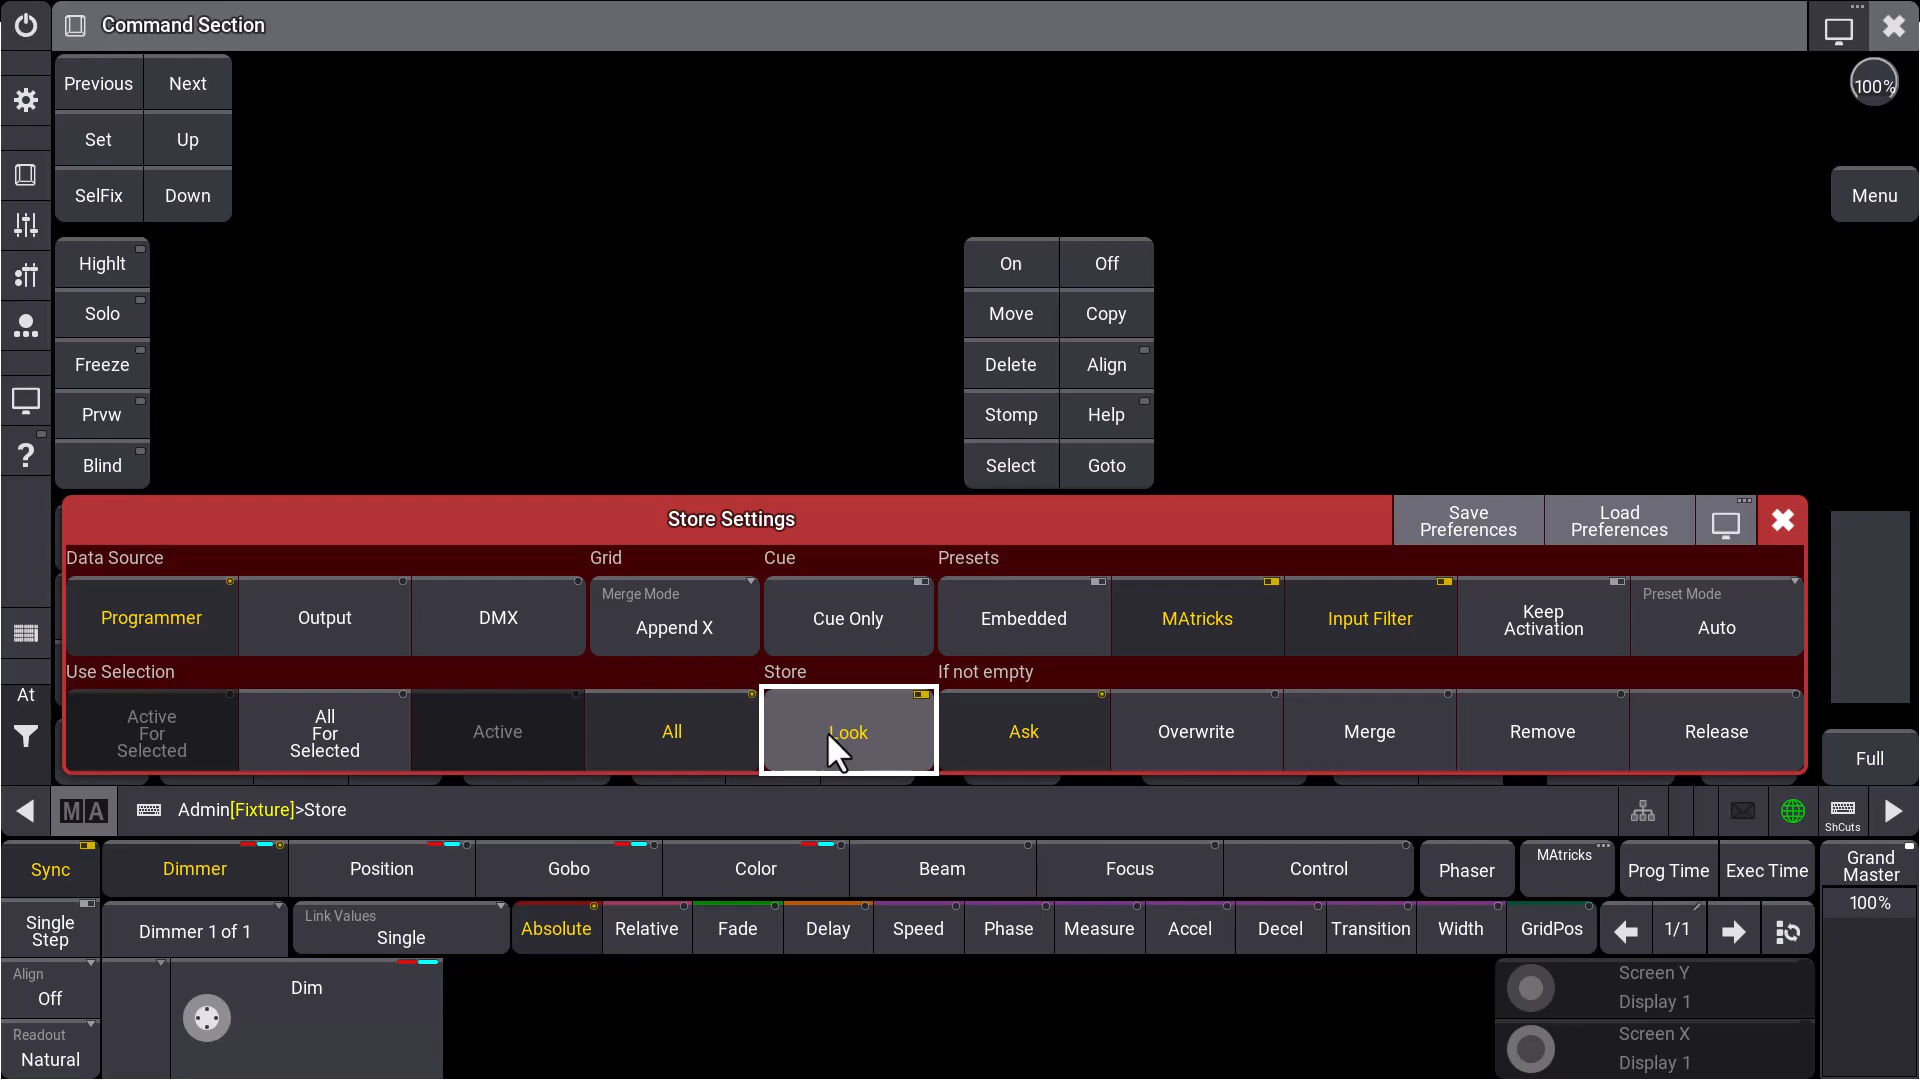 Command Section
Previous
Next
100%
Set
Up
SelFix
Down
Menu
Highlt
Solo
Freeze
Prvw
Blind
?
On
Off
Move
Copy
Delete
Align
Stomp
Help
Select
Goto
Store Settings
Save
Preferences
Load
Preferences
Data Source
Grid
Cue
Presets
Programmer
Output
DMX
Merge Mode
Append X
Cue Only
Embedded
MAtricks
Input Filter
Keep
Activation
Preset Mode
Auto
Use Selection
Store
If not empty
Active
For
Selected
All
For
Selected
Active
All
Look
Ask
Overwrite
Merge
Remove
Release
At
Full
MA
Admin[Fixture]>Store
ShCuts
Sync
Dimmer
Position
Gobo
Color
Beam
Focus
Control
Phaser
MAtricks
Prog Time
Exec Time
Grand
Master
100%
Single
Step
Dimmer 1 of 1
Link Values
Single
Absolute
Relative
Fade
Delay
Speed
Phase
Measure
Accel
Decel
Transition
Width
GridPos
1/1
Align
Off
Dim
Screen Y
Display 1
Readout
Natural
Screen X
Display 1